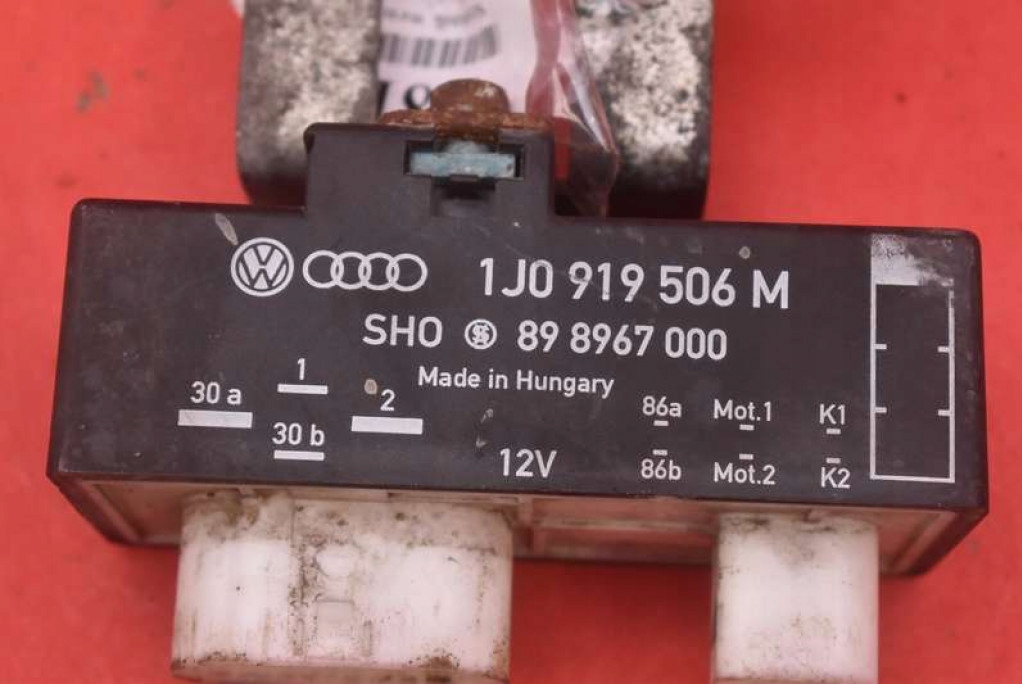 1J0 919 506 M
SHO 89 8967 000
Made in Hungary
30 a 1 2
30 b
12V
86a Mot.1 K1
86b Mot.2 K2